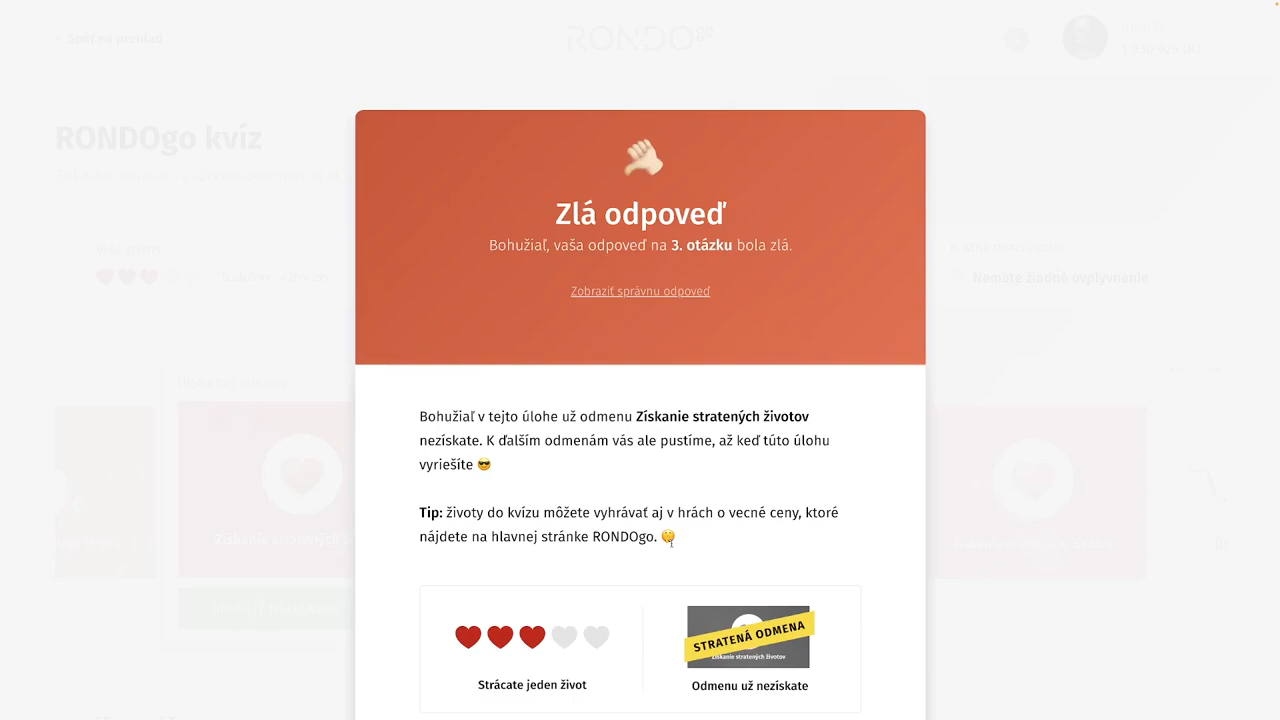 Späť na prehľad
RONDOgo
RONDOgo kvíz
Zlá odpoveď
Bohužiaľ, vaša odpoveď na 3. otázku bola zlá.
Zobraziť správnu odpoveď
Nemáte žiadné ovplyvnenie
Bohužiaľ v tejto úlohe už odmenu Získanie stratených životov
nezískate. K ďalším odmenám vás ale pustíme, až keď túto úlohu
vyriešíte 😎
Tip: životy do kvízu môžete vyhrávať aj v hrách o vecné ceny, ktoré
nájdete na hlavnej stránke RONDOgo. 🤫
STRATENÁ ODMENA
Získanie stratených životov
Strácate jeden život
Odmenu už nezískate